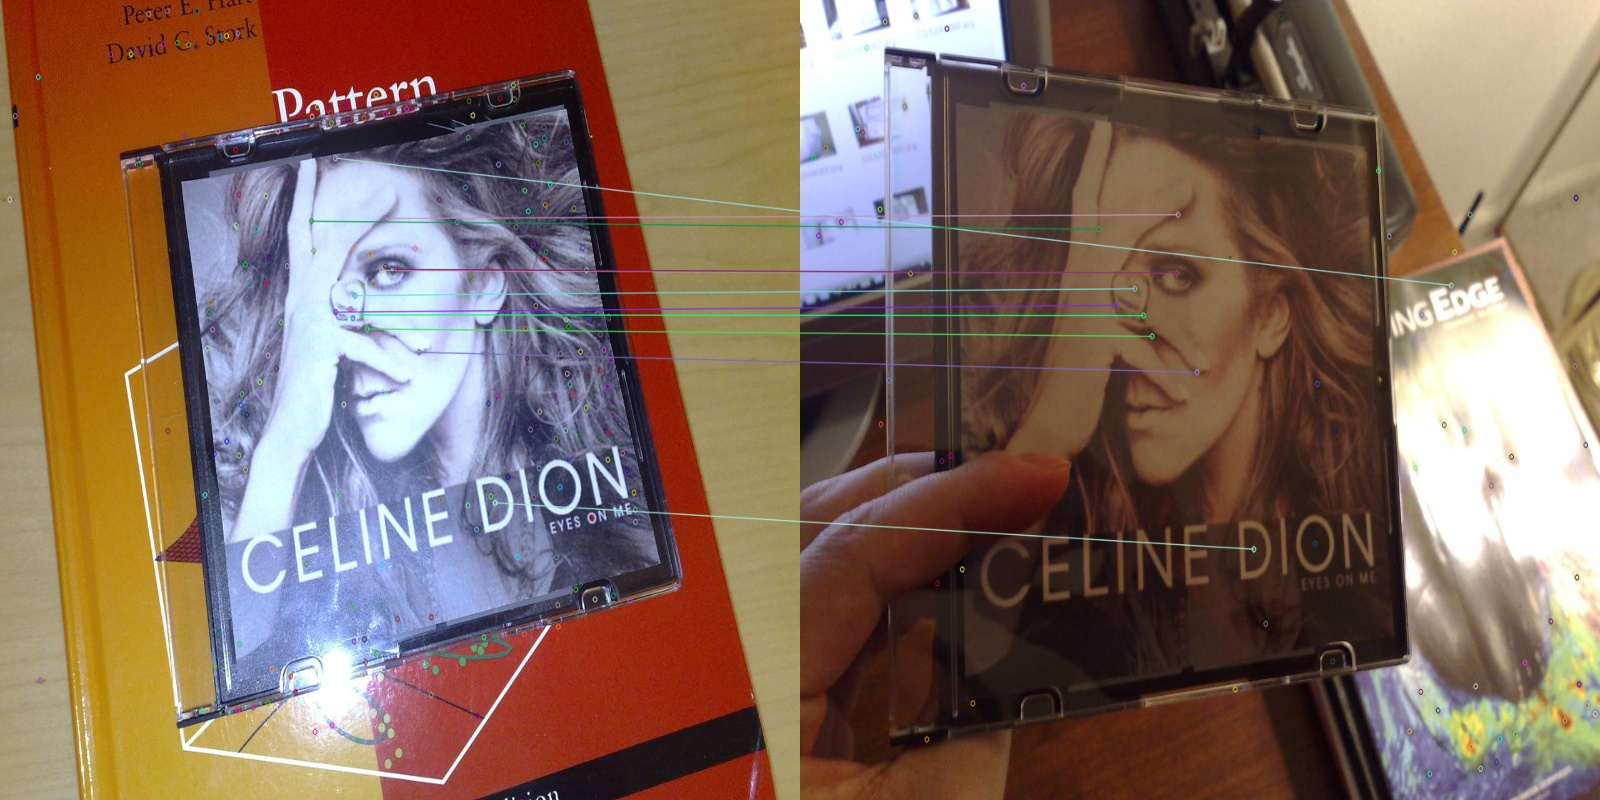 Peter E. Hart
David G. Stork
Pattern
CELINE DION
EYES ON ME
ING EDGE
CELINE DION
EYES ON ME